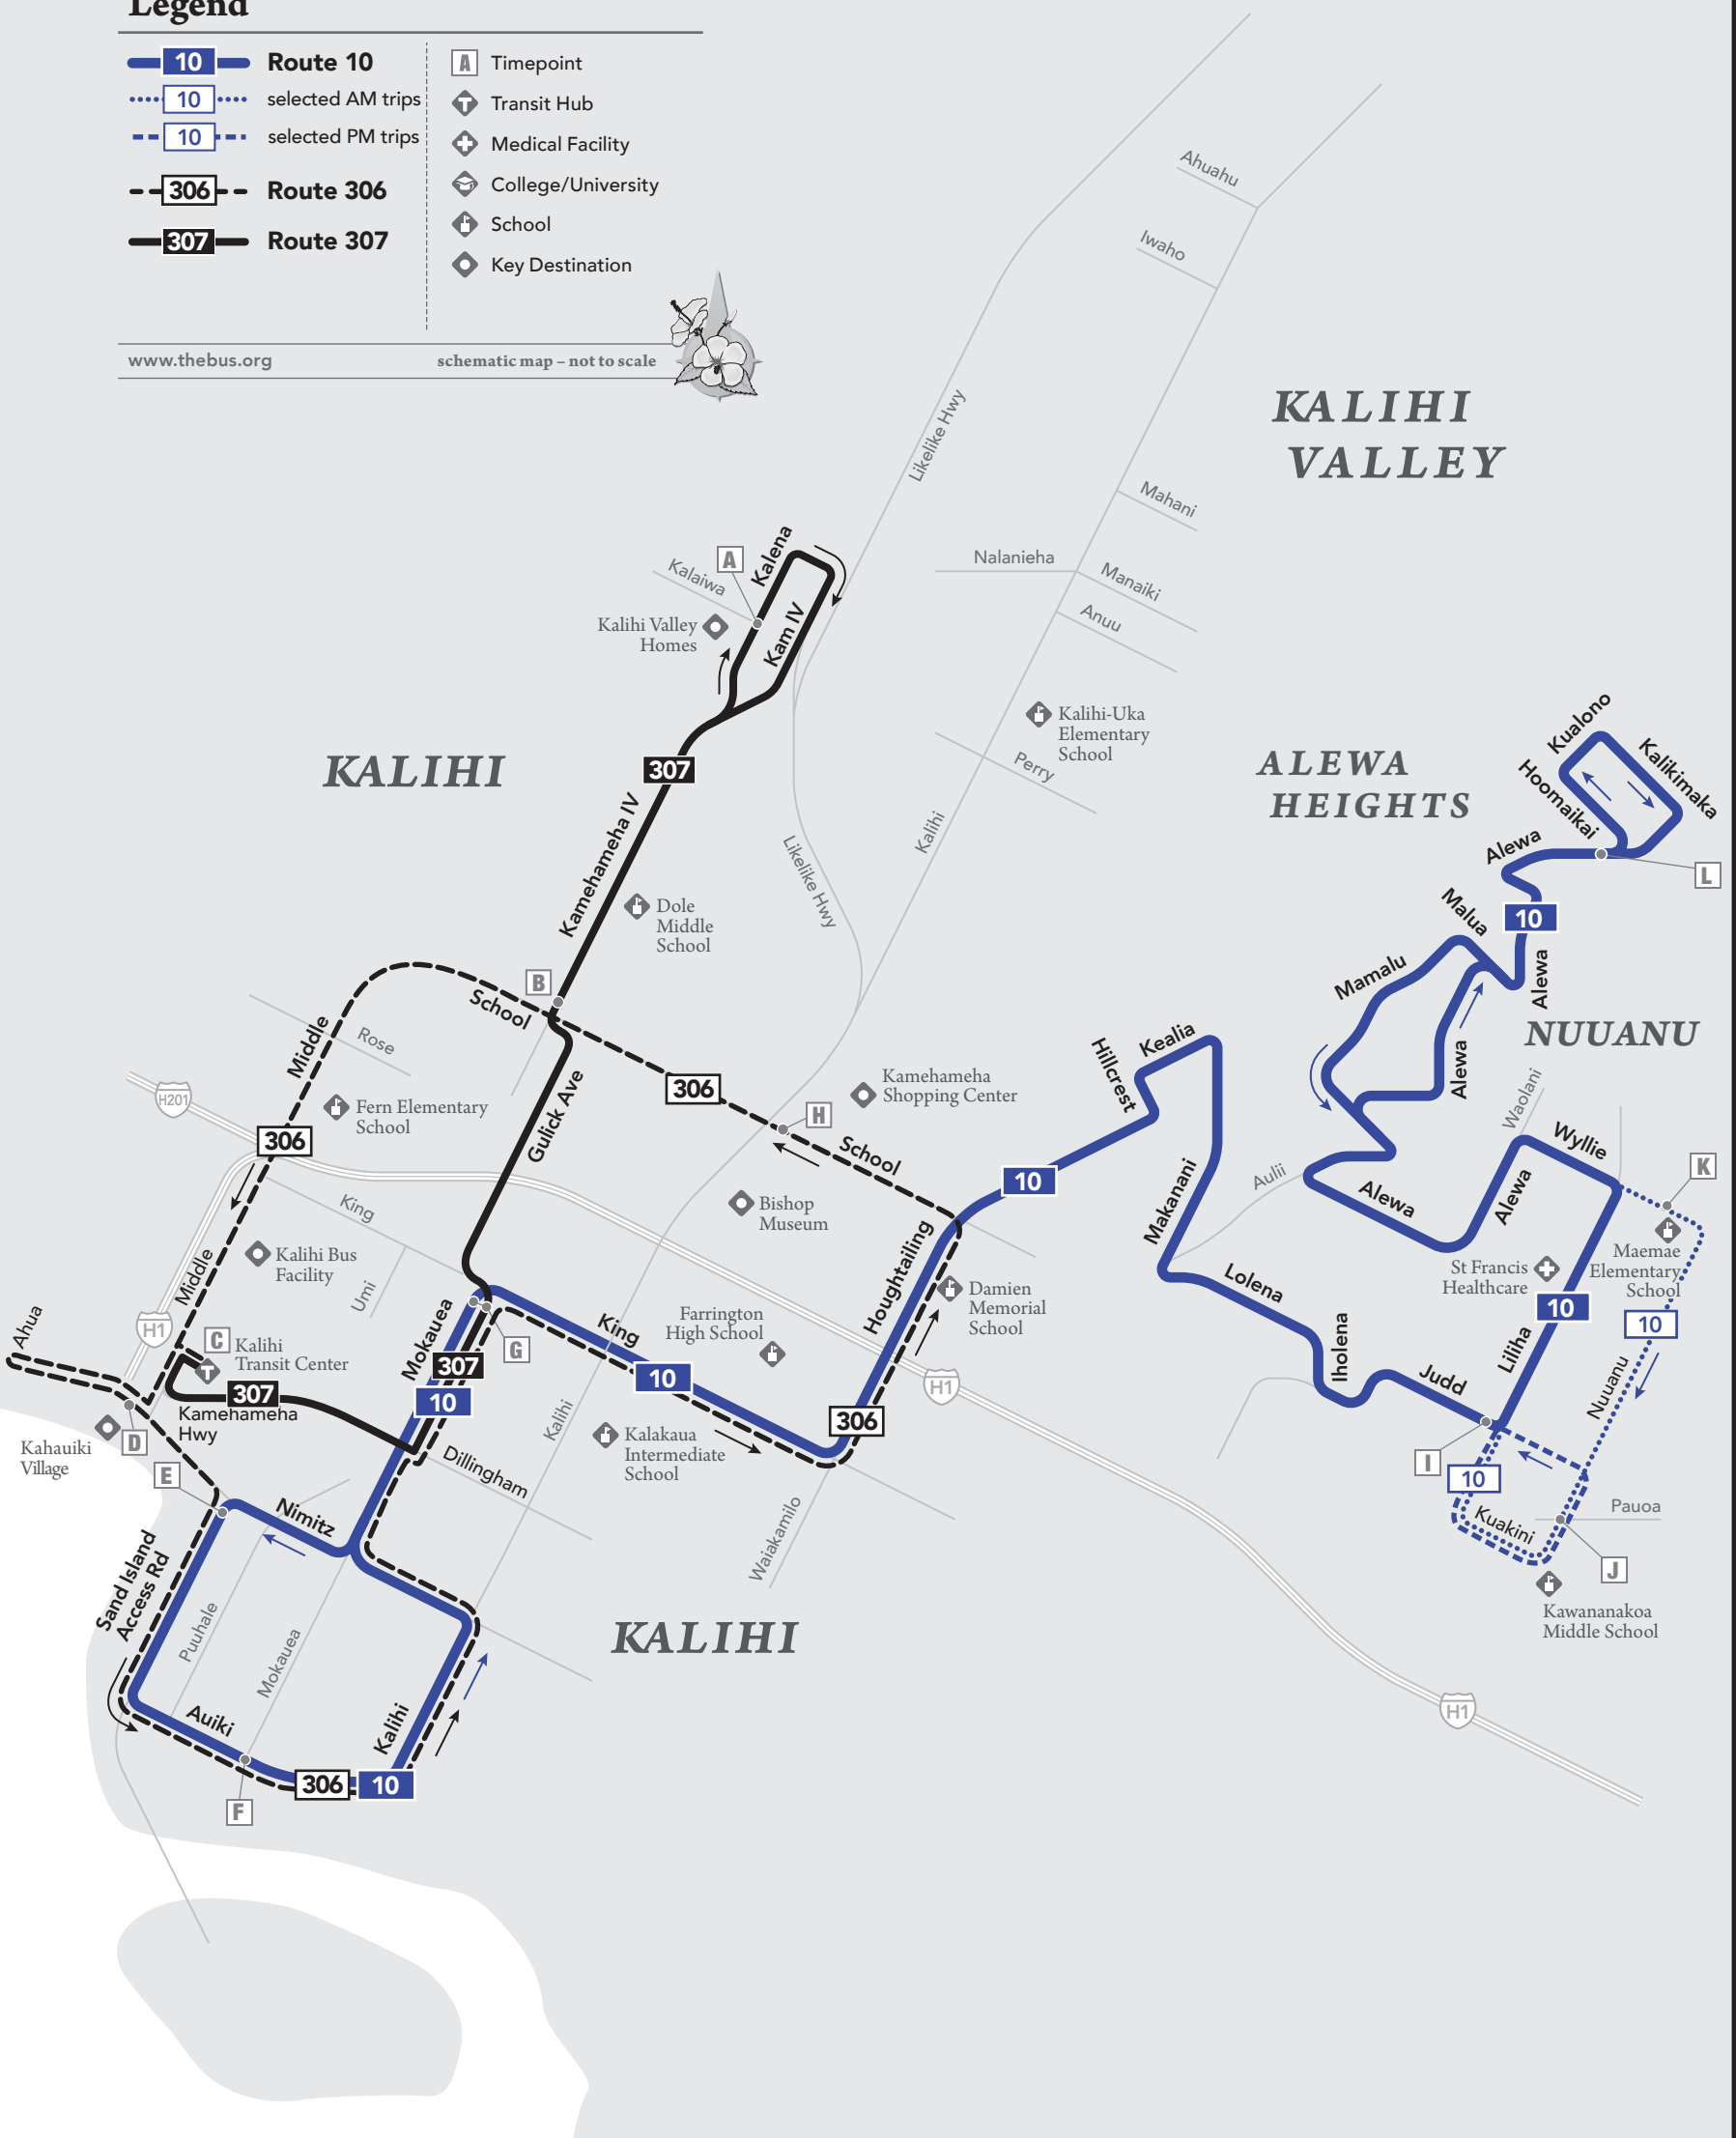 Legend
10 Route 10
10 selected AM trips
10 selected PM trips
306 Route 306
307 Route 307
A Timepoint
Transit Hub
Medical Facility
College/University
School
Key Destination
www.thebus.org
schematic map – not to scale
Ahuahu
Iwaho
Likelike Hwy
KALIHI
VALLEY
Mahani
Nalanieha
Manaiki
Anuu
A
Kalena
Kalaiwa
Kam IV
Kalihi Valley
Homes
Kalihi-Uka
Elementary
School
Perry
KALIHI
307
Kamehameha IV
Likelike Hwy
Kalihi
ALEWA
HEIGHTS
Kualono
Kalikimaka
Hoomaikai
Alewa
L
10
Malua
Mamalu
Alewa
Alewa
NUUANU
Dole
Middle
School
B
School
Middle
Rose
H201
Fern Elementary
School
306
306
Gulick Ave
Kamehameha
Shopping Center
H
School
Hillcrest
Kealia
10
Makanani
Aulii
Waolani
Wyllie
K
Alewa
Alewa
Maemae
Elementary
School
St Francis
Healthcare
10
10
Liliha
Nuuanu
King
Bishop
Museum
Kalihi Bus
Facility
Middle
Umi
Houghtailing
Damien
Memorial
School
Lolena
Iholena
Judd
Ahua
H1
C
Kalihi
Transit Center
Mokauea
G
King
Farrington
High School
307
307
10
10
H1
306
Kamehameha
Hwy
Kahauiki
Village
D
E
Dillingham
Kalihi
Kalakaua
Intermediate
School
I
10
Kuakini
Pauoa
J
Kawananakoa
Middle School
Nimitz
Waiakamilo
Sand Island
Access Rd
Puuhale
Mokauea
KALIHI
Auiki
Kalihi
306
10
F
H1